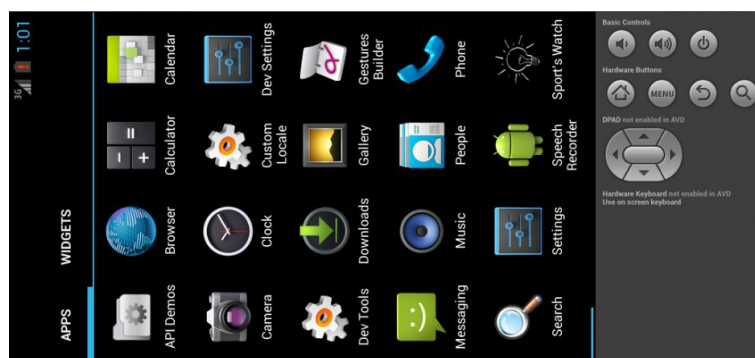 3G 1:01
APPS WIDGETS
API Demos Browser Calculator Calendar
Camera Clock Custom Locale Dev Settings
Dev Tools Downloads Gallery Gestures Builder
Messaging Music People Phone
Search Settings Speech Recorder Sport's Watch
Basic Controls
Hardware Buttons
MENU
DPAD not enabled in AVD
Hardware Keyboard not enabled in AVD
Use on screen keyboard